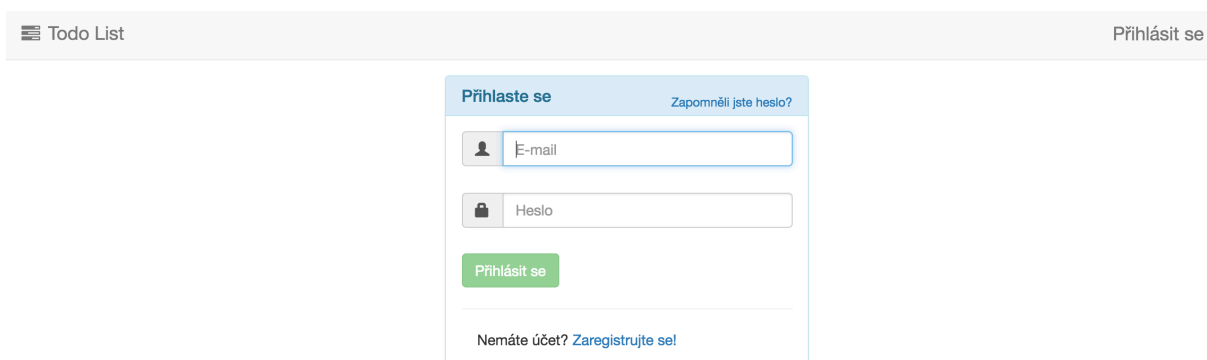 Todo List
Přihlásit se
Přihlaste se
Zapomněli jste heslo?
E-mail
Heslo
Přihlásit se
Nemáte účet? Zaregistrujte se!